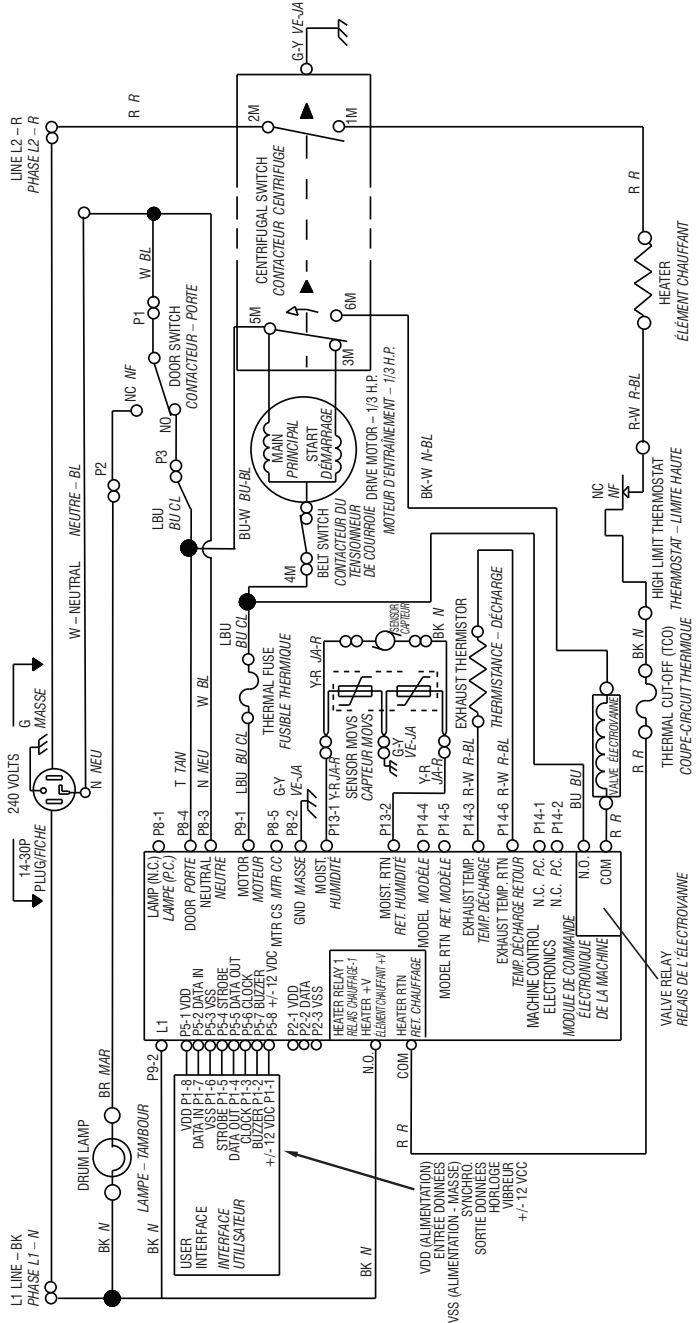 L1 LINE – BK
PHASE L1 – N
14-30P
PLUG/FICHE
240 VOLTS
G
MASSE
LINE L2 – R
PHASE L2 – R
N NEU
W – NEUTRAL
NEUTRE – BL
R R
DRUM LAMP
LAMPE – TAMBOUR
BK N
BR MAR
P2
NC NF
P1
W BL
DOOR SWITCH
CONTACTEUR – PORTE
NO
P3
LBU
BU CL
G-Y VE-JA
2M
1M
CENTRIFUGAL SWITCH
CONTACTEUR CENTRIFUGE
5M
6M
3M
BU-W BU-BL
MAIN
PRINCIPAL
START
DÉMARRAGE
DRIVE MOTOR – 1/3 H.P.
MOTEUR D'ENTRAÎNEMENT – 1/3 H.P.
BK-W N-BL
4M
BELT SWITCH
CONTACTEUR DU
TENSIONNEUR
DE COURROIE
LBU
BU CL
THERMAL FUSE
FUSIBLE THERMIQUE
LBU BU CL
T TAN
N NEU
W BL
P8-1
P8-4
P8-3
P9-1
P8-5
P8-2
P13-1
P13-2
P14-4
P14-5
P14-3
P14-6
P14-1
P14-2
G-Y
VE-JA
Y-R JA-R
Y-R JA-R
SENSOR
CAPTEUR
BK N
SENSOR MOVS
CAPTEUR MOVS
G-Y
VE-JA
Y-R
JA-R
EXHAUST THERMISTOR
THERMISTANCE – DÉCHARGE
R-W R-BL
R-W R-BL
BU BU
R R
VALVE ÉLECTROVANNE
BK N
P9-2
L1
LAMP (N.C.)
LAMPE (P.C.)
DOOR PORTE
NEUTRAL
NEUTRE
MOTOR
MOTEUR
MTR CS MTR CC
GND MASSE
MOIST.
HUMIDITÉ
MOIST. RTN
RET. HUMIDITÉ
MODEL MODÈLE
MODEL RTN RET. MODÈLE
EXHAUST TEMP.
TEMP. DÉCHARGE
EXHAUST TEMP. RTN
TEMP. DÉCHARGE RETOUR
N.C. P.C.
N.C. P.C.
MACHINE CONTROL
ELECTRONICS
MODULE DE COMMANDE
ÉLECTRONIQUE
DE LA MACHINE
N.O.
COM
P5-1 VDD
P5-2 DATA IN
P5-3 VSS
P5-4 STROBE
P5-5 DATA OUT
P5-6 CLOCK
P5-7 BUZZER
P5-8 +/- 12 VDC
P2-1 VDD
P2-2 DATA
P2-3 VSS
HEATER RELAY 1
RELAIS CHAUFFAGE-1
HEATER +V
ÉLÉMENT CHAUFFANT +V
HEATER RTN
RET. CHAUFFAGE
N.O.
COM
USER
INTERFACE
INTERFACE
UTILISATEUR
VDD P1-8
DATA IN P1-7
VSS P1-6
STROBE P1-5
DATA OUT P1-4
CLOCK P1-3
BUZZER P1-2
+/- 12 VDC P1-1
BK N
R R
VDD (ALIMENTATION)
ENTRÉE DONNÉES
VSS (ALIMENTATION - MASSE)
SYNCHRO.
SORTIE DONNÉES
HORLOGE
VIBREUR
+/- 12 VCC
VALVE RELAY
RELAIS DE L'ÉLECTROVANNE
R R
THERMAL CUT-OFF (TCO)
COUPE-CIRCUIT THERMIQUE
BK N
HIGH LIMIT THERMOSTAT
THERMOSTAT – LIMITE HAUTE
NC
NF
R-W R-BL
HEATER
ÉLÉMENT CHAUFFANT
R R